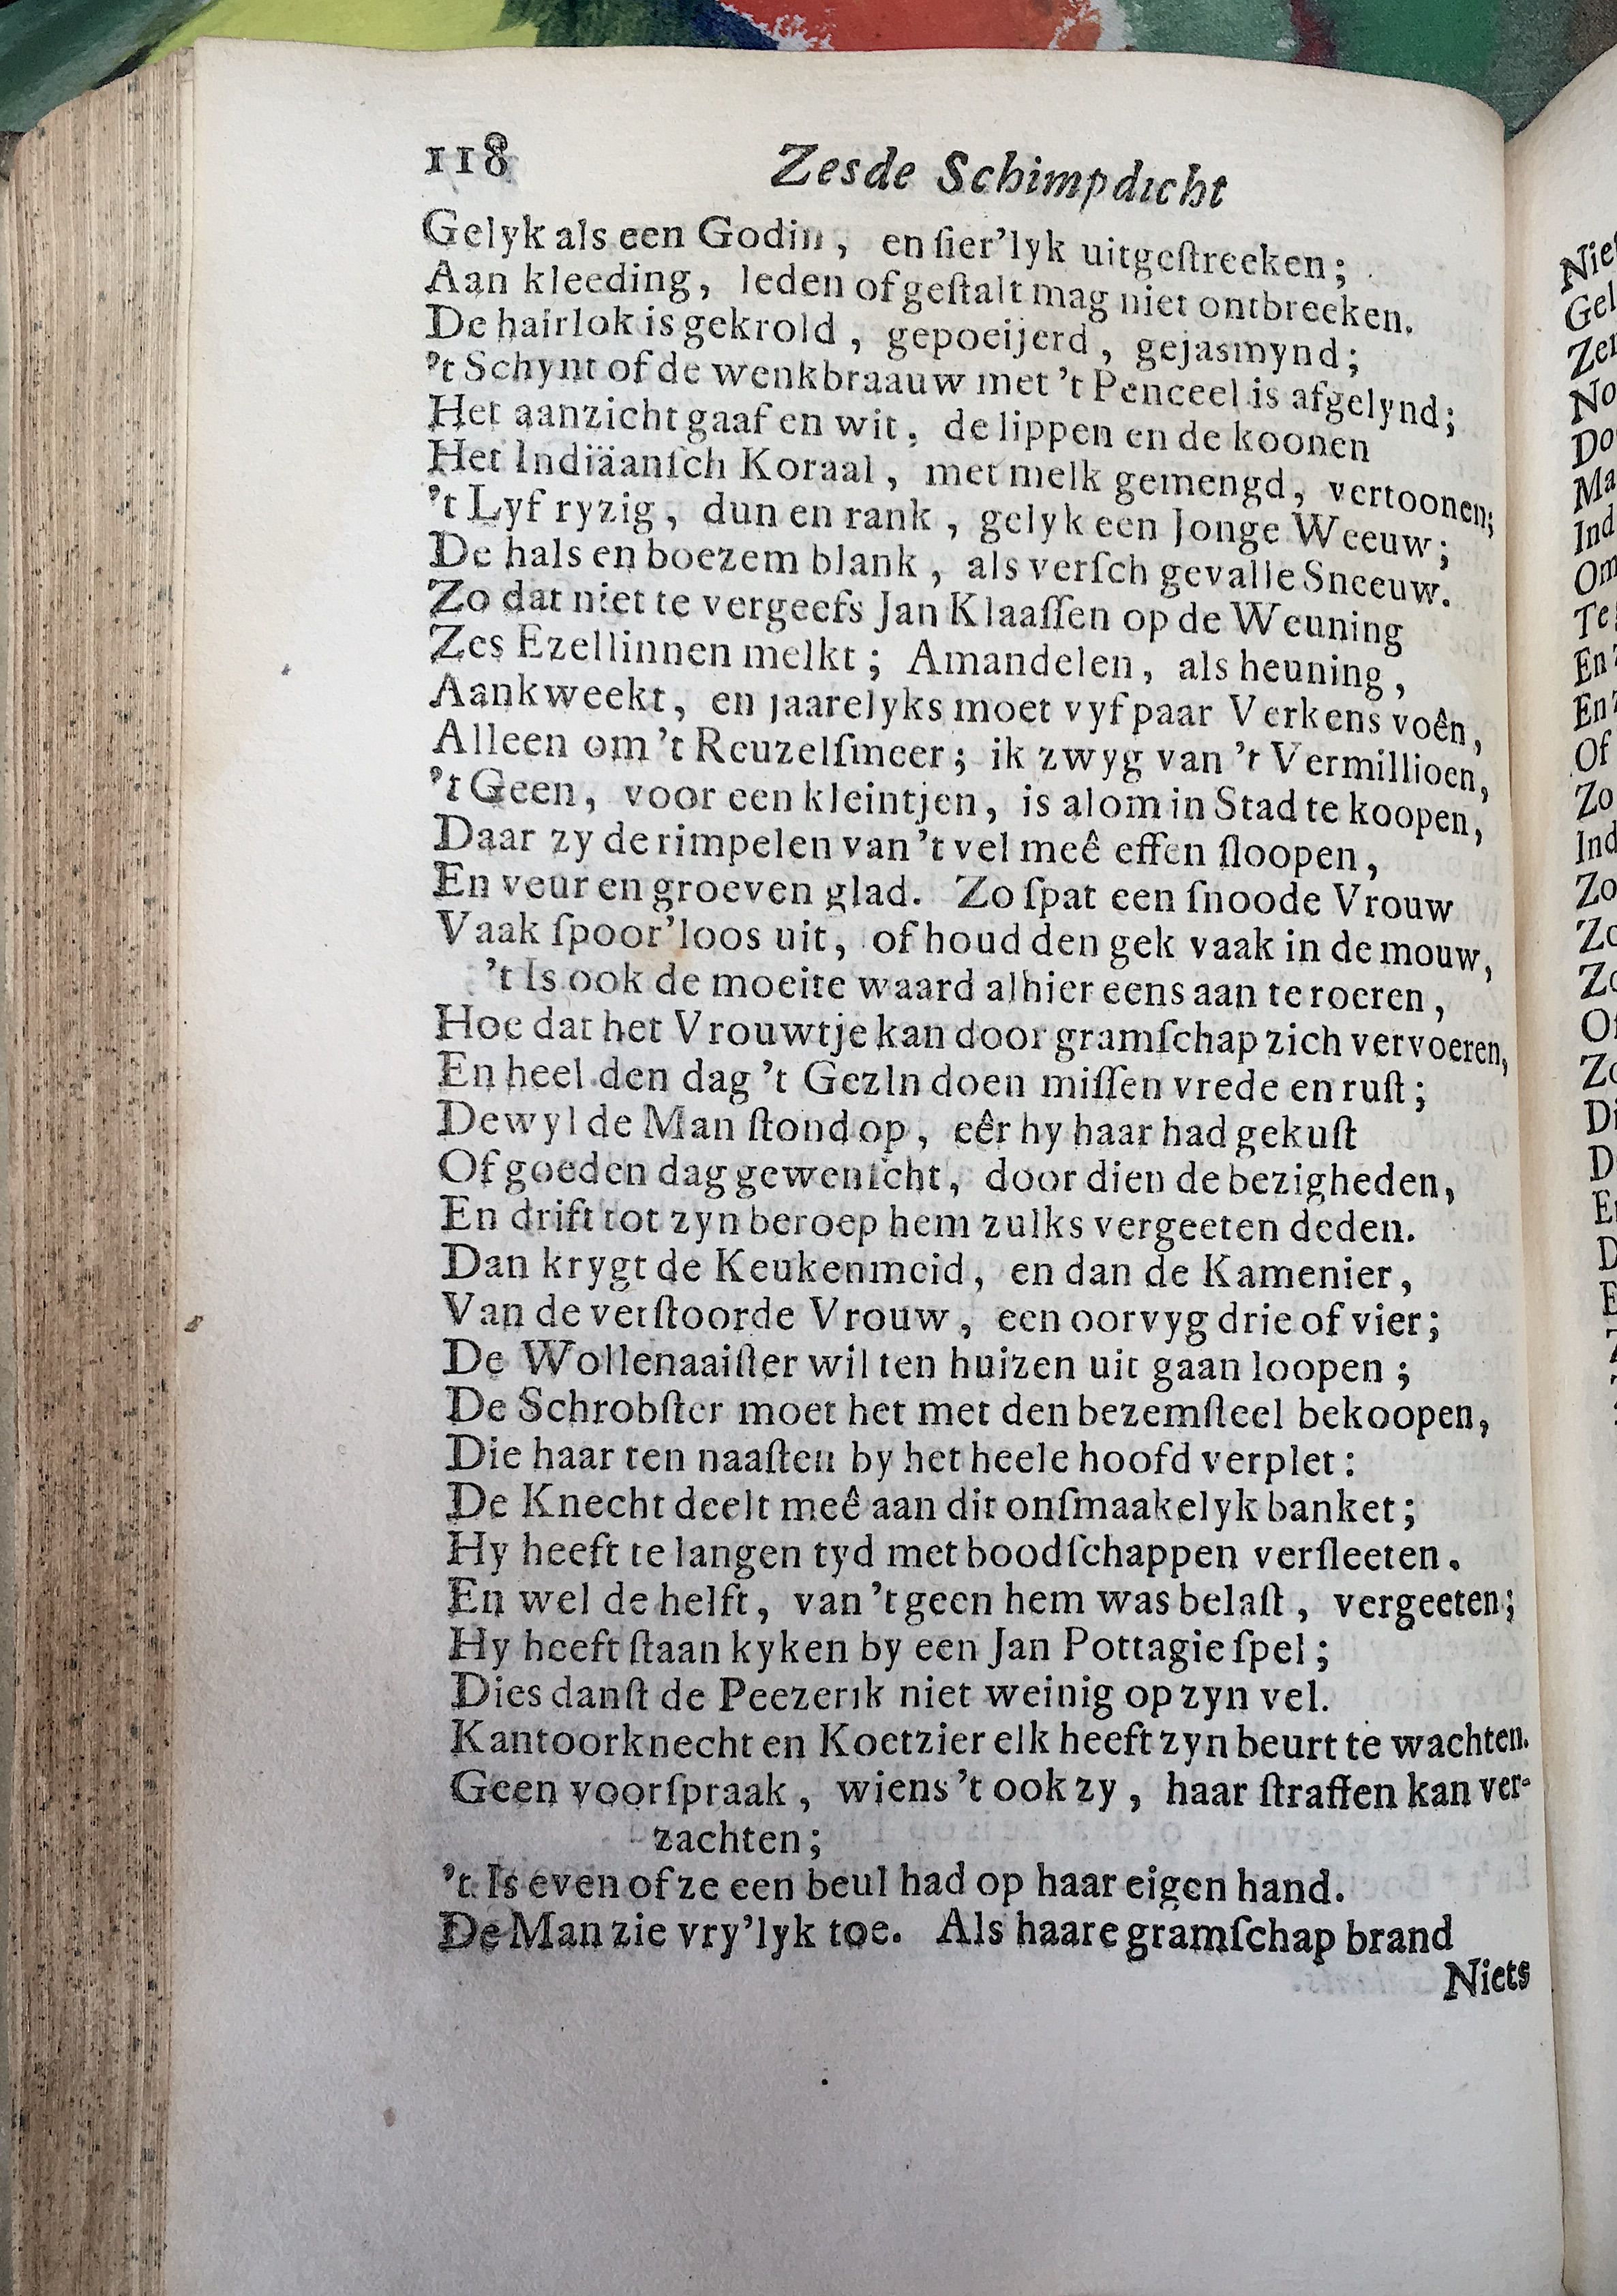 118 Zesde Schimpdicht
Gelyk als een Godin, en ſier'lyk uitgeſtreeken;
Aan kleeding, leden of geſtalt mag niet ontbreeken.
De hairlok is gekrold, gepoeijerd, gejasmynd;
't Schynt of de wenkbraauw met 't Penceel is afgelynd;
Het aanzicht gaaf en wit, de lippen en de koonen
Het Indiäanſch Koraal, met melk gemengd, vertoonen;
't Lyf ryzig, dun en rank, gelyk een Jonge Weeuw;
De hals en boezem blank, als verſch gevalle Sneeuw.
Zo dat niet te vergeefs Jan Klaaſſen op de Weuning
Zes Ezellinnen melkt; Amandelen, als heuning,
Aankweekt, en jaarelyks moet vyf paar Verkens voên,
Alleen om 't Reuzelſmeer; ik zwyg van 't Vermillioen,
't Geen, voor een kleintjen, is alom in Stad te koopen,
Daar zy de rimpelen van 't vel meê effen ſloopen,
En veur en groeven glad. Zo ſpat een ſnoode Vrouw
Vaak ſpoor'loos uit, of houd den gek vaak in de mouw,
't Is ook de moeite waard alhier eens aan te roeren,
Hoe dat het Vrouwtje kan door gramſchap zich vervoeren,
En heel den dag 't GezIn doen miſſen vrede en ruſt;
Dewyl de Man ſtond op, eêr hy haar had gekuſt
Of goeden dag gewenſcht, door dien de bezigheden,
En drift tot zyn beroep hem zulks vergeeten deden.
Dan krygt de Keukenmeid, en dan de Kamenier,
Van de verſtoorde Vrouw, een oorvyg drie of vier;
De Wollenaaiſter wil ten huizen uit gaan loopen;
De Schrobſter moet het met den bezemſteel bekoopen,
Die haar ten naaſten by het heele hoofd verplet:
De Knecht deelt meê aan dit onſmaakelyk banket;
Hy heeft te langen tyd met boodſchappen verſleeten.
En wel de helft, van 't geen hem was belaſt, vergeeten;
Hy heeft ſtaan kyken by een Jan Pottagie ſpel;
Dies danſt de Peezerik niet weinig op zyn vel.
Kantoorknecht en Koetzier elk heeft zyn beurt te wachten.
Geen voorſpraak, wiens 't ook zy, haar ſtraffen kan ver-
zachten;
't Is even of ze een beul had op haar eigen hand.
De Man zie vry'lyk toe. Als haare gramſchap brand
Niets